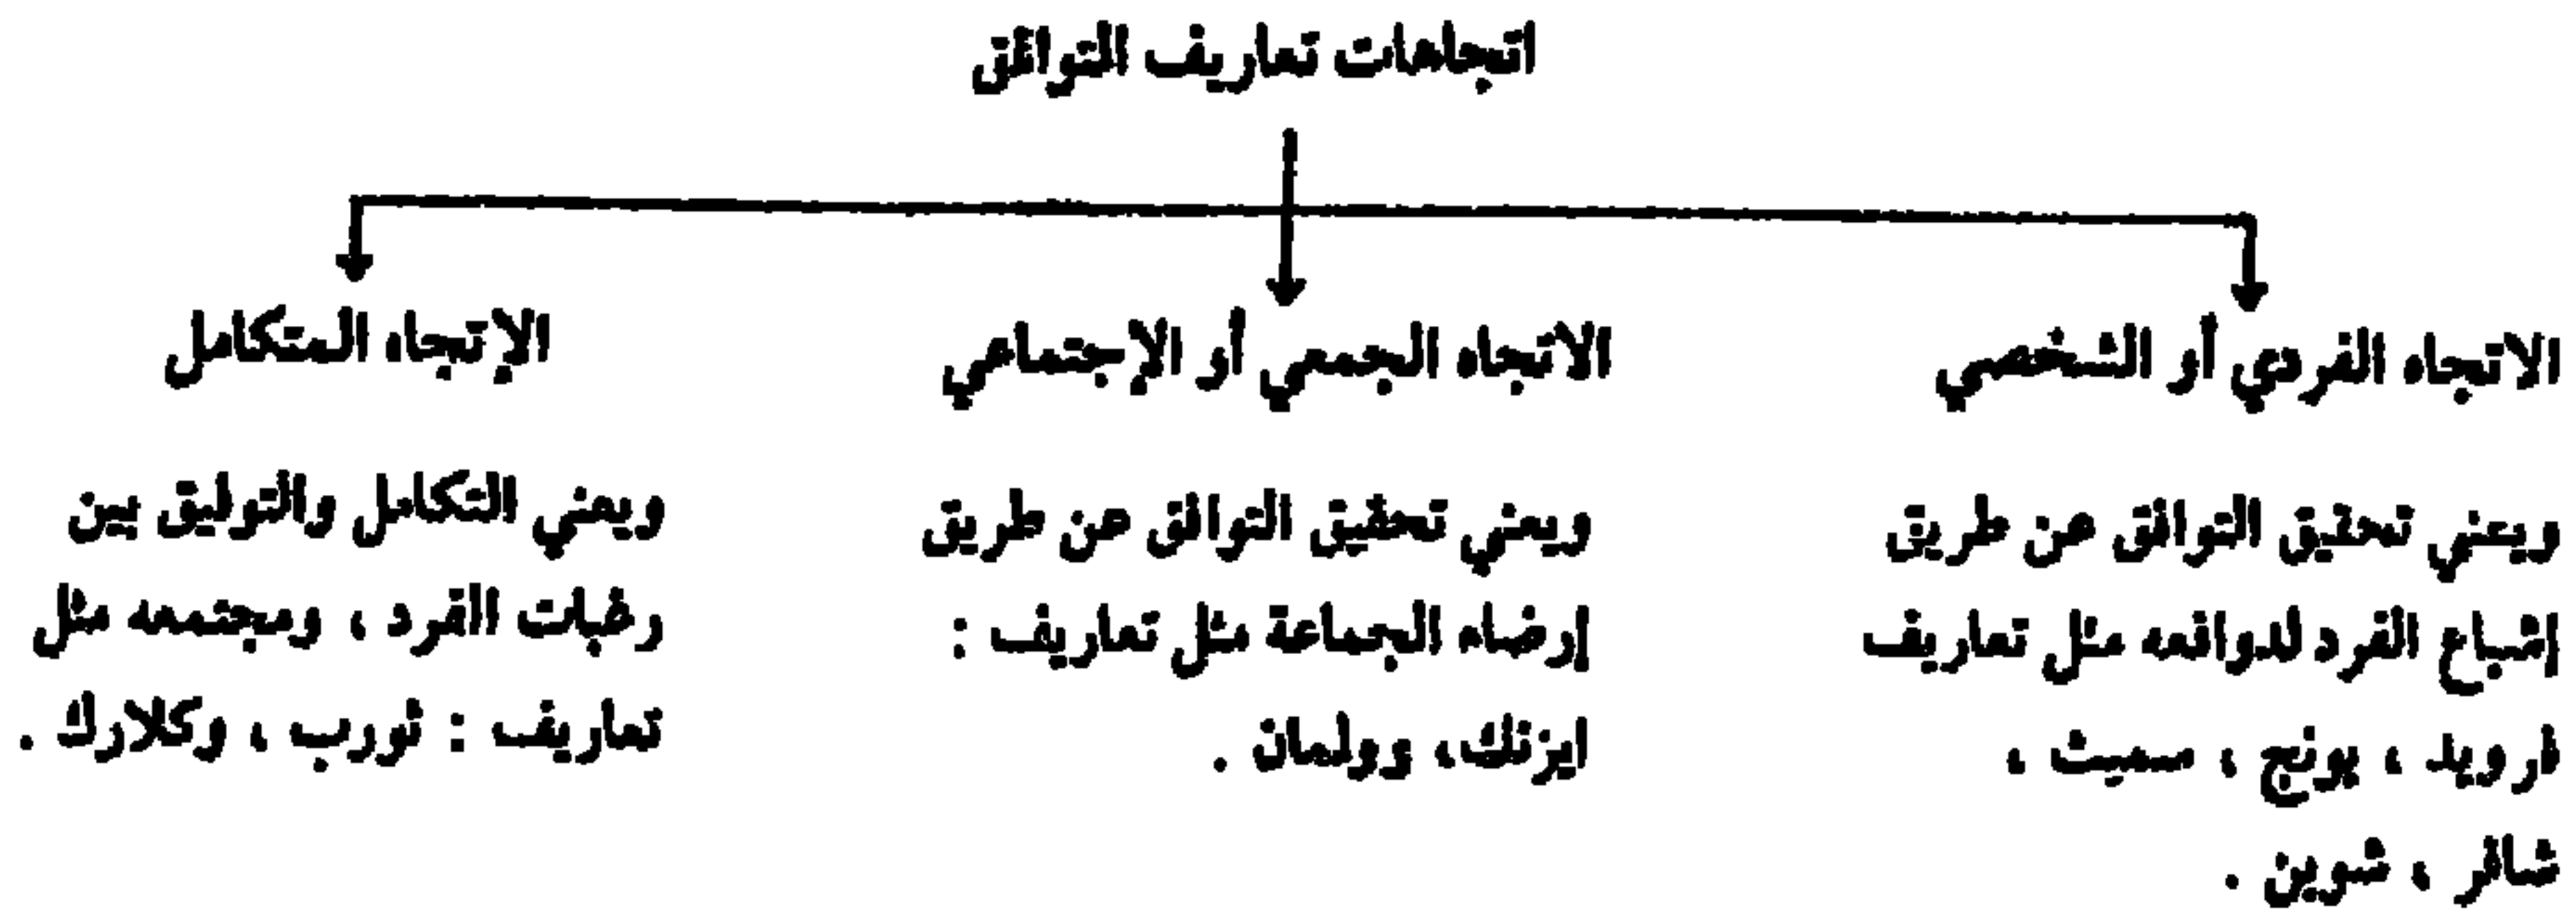 اتجاهات تعاريف التوافق
الاتجاه الفردي أو الشخصي
ويعني تحقيق التوافق عن طريق
إشباع الفرد لدوافعه مثل تعاريف
فرويد ، يونج ، سميث ،
شافر ، شوبن .
الاتجاه الجمعي أو الإجتماعي
ويعني تحقيق التوافق عن طريق
إرضاء الجماعة مثل تعاريف :
ايزنك، وولمان .
الإتجاه المتكامل
ويعني التكامل والتوفيق بين
رغبات الفرد ، ومجتمعه مثل
تعاريف : ثورب ، وكلارك .